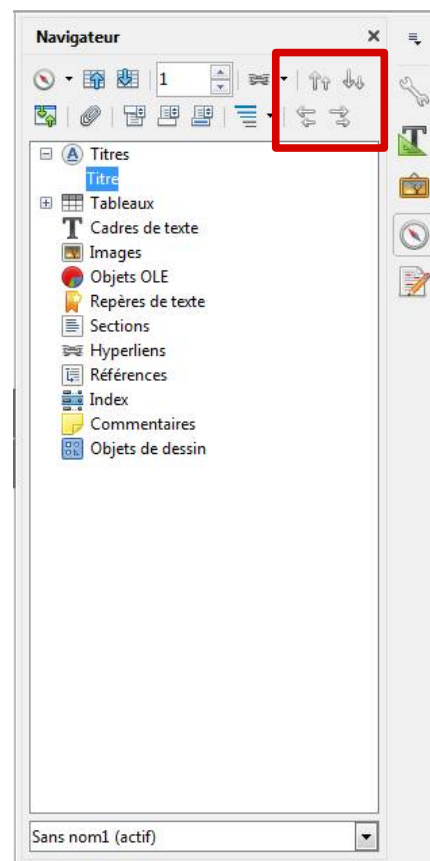 Navigateur
1
Titres
Titre
Tableaux
Cadres de texte
Images
Objets OLE
Repères de texte
Sections
Hyperliens
Références
Index
Commentaires
Objets de dessin
Sans nom1 (actif)